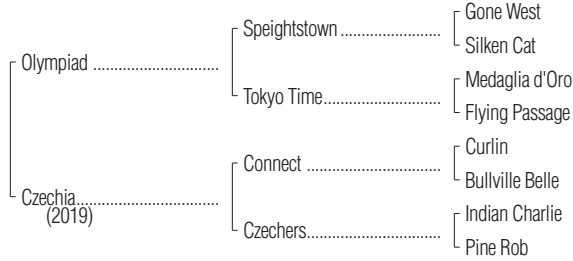 Gone West
Speightstown ........................
Silken Cat
Olympiad ..............................
Medaglia d'Oro
Tokyo Time............................
Flying Passage
Curlin
Connect ................................
Bullville Belle
Czechia..................................
(2019)
Indian Charlie
Czechers................................
Pine Rob